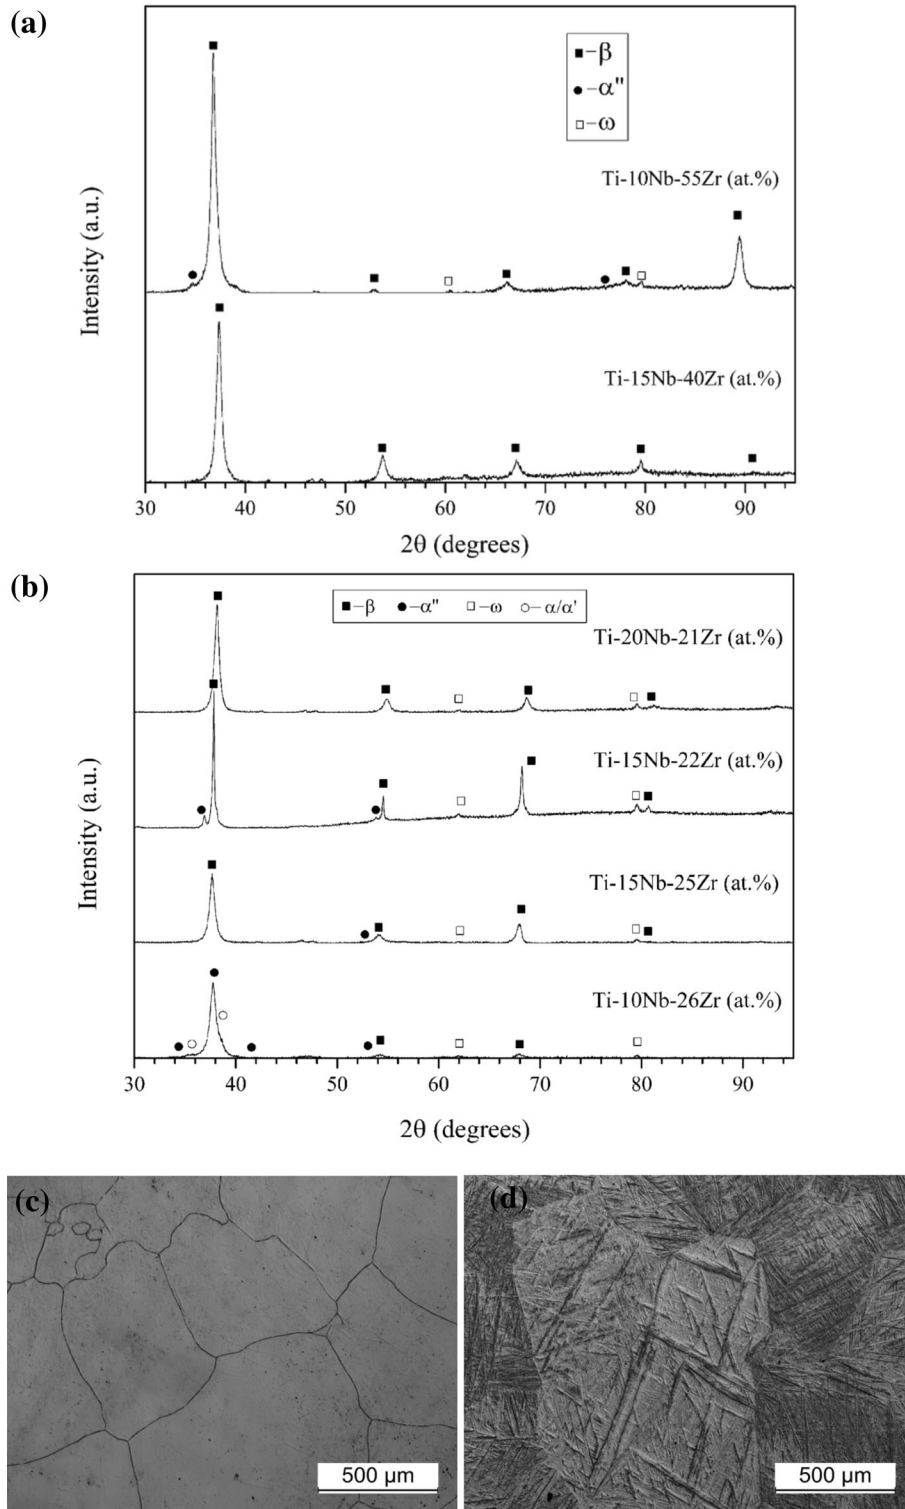 (a)
■–β
●–α"
□–ω
Ti-10Nb-55Zr (at.%)
Ti-15Nb-40Zr (at.%)
Intensity (a.u.)
30 40 50 60 70 80 90
2θ (degrees)
(b)
■–β ●–α" □–ω ○– α/α'
Ti-20Nb-21Zr (at.%)
Ti-15Nb-22Zr (at.%)
Ti-15Nb-25Zr (at.%)
Ti-10Nb-26Zr (at.%)
Intensity (a.u.)
30 40 50 60 70 80 90
2θ (degrees)
(c)
500 μm
(d)
500 μm